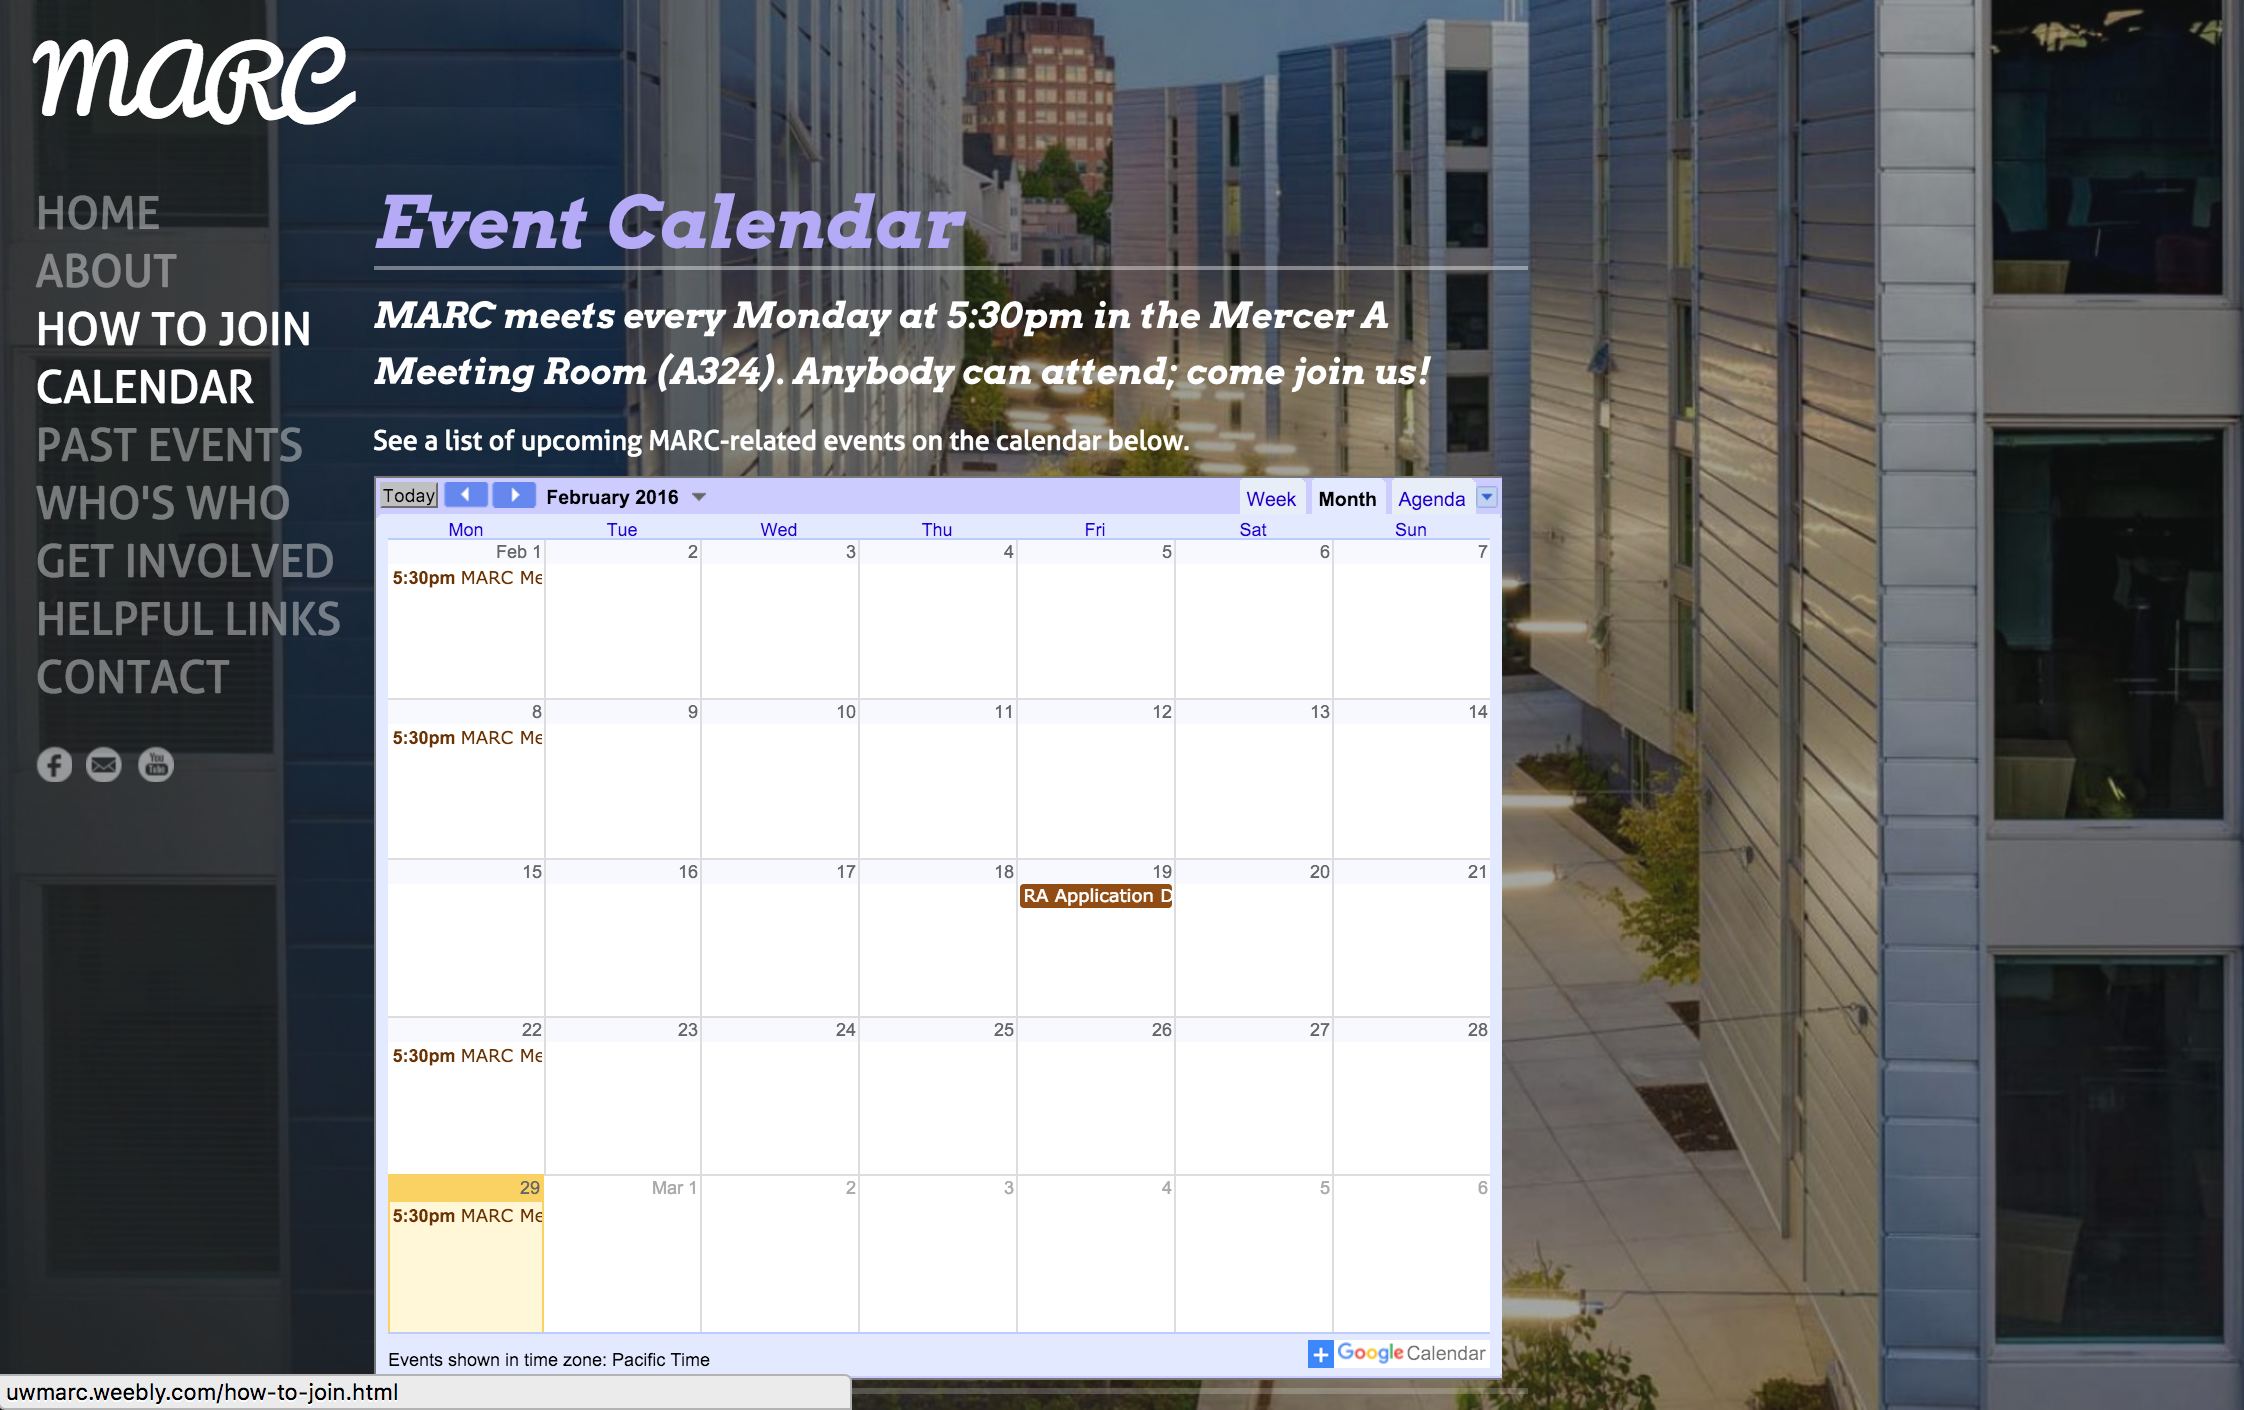 MARC
HOME
ABOUT
HOW TO JOIN
CALENDAR
PAST EVENTS
WHO'S WHO
GET INVOLVED
HELPFUL LINKS
CONTACT
You
Tube
Event Calendar
MARC meets every Monday at 5:30pm in the Mercer A
Meeting Room (A324). Anybody can attend; come join us!
See a list of upcoming MARC-related events on the calendar below.
Today February 2016 Week Month Agenda
Mon Tue Wed Thu Fri Sat Sun
Feb 1 2 3 4 5 6 7
5:30pm MARC Me
8 9 10 11 12 13 14
5:30pm MARC Me
15 16 17 18 19 20 21
RA Application D
22 23 24 25 26 27 28
5:30pm MARC Me
29 Mar 1 2 3 4 5 6
5:30pm MARC Me
Events shown in time zone: Pacific Time
+ Google Calendar
uwmarc.weebly.com/how-to-join.html